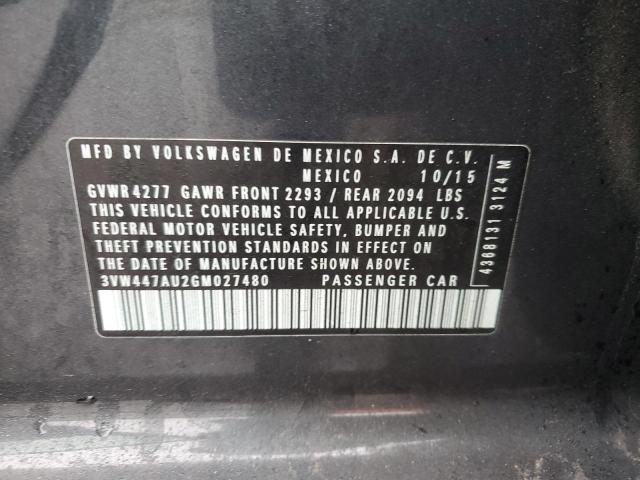 MFD BY VOLKSWAGEN DE MEXICO S.A. DE C.V.
MEXICO 10/15
GVWR 4277 GAWR FRONT 2293 / REAR 2094 LBS
THIS VEHICLE CONFORMS TO ALL APPLICABLE U.S.
FEDERAL MOTOR VEHICLE SAFETY, BUMPER AND
THEFT PREVENTION STANDARDS IN EFFECT ON
THE DATE OF MANUFACTURE SHOWN ABOVE.
3VW447AU2GM027480 PASSENGER CAR
4368131 3124 M